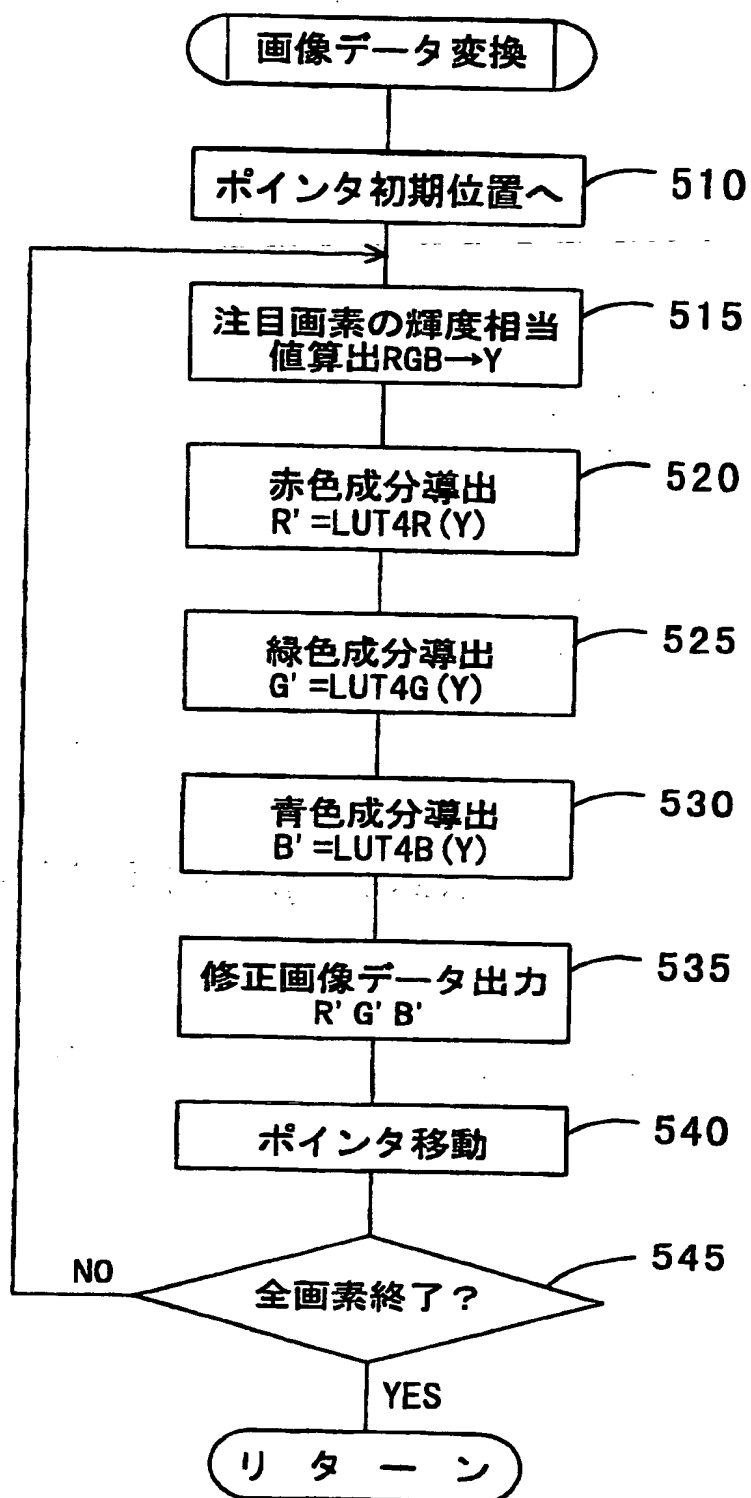 画像データ変換
ポインタ初期位置へ
510
注目画素の輝度相当
値算出RGB→Y
515
赤色成分導出
R'=LUT4R(Y)
520
緑色成分導出
G'=LUT4G(Y)
525
青色成分導出
B'=LUT4B(Y)
530
修正画像データ出力
R'G'B'
535
ポインタ移動
540
全画素終了?
545
NO
YES
リターン